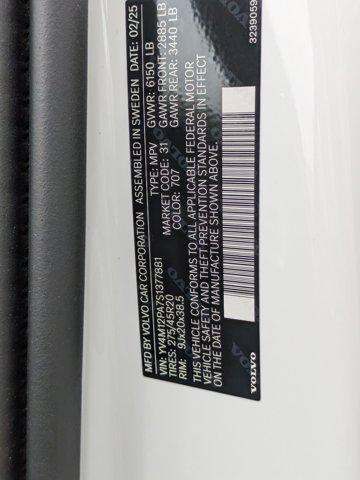 MFD BY VOLVO CAR CORPORATION ASSEMBLED IN SWEDEN DATE: 02/25
VIN: YV4M12PA7S1377881 TYPE: MPV GVWR: 6150 LB
TIRES: 275/45R20 MARKET CODE: 31 GAWR FRONT: 2885 LB
RIM: 9Jx20x38.5 COLOR: 707 GAWR REAR: 3440 LB
THIS VEHICLE CONFORMS TO ALL APPLICABLE FEDERAL MOTOR
VEHICLE SAFETY AND THEFT PREVENTION STANDARDS IN EFFECT
ON THE DATE OF MANUFACTURE SHOWN ABOVE.
VOLVO
3239059